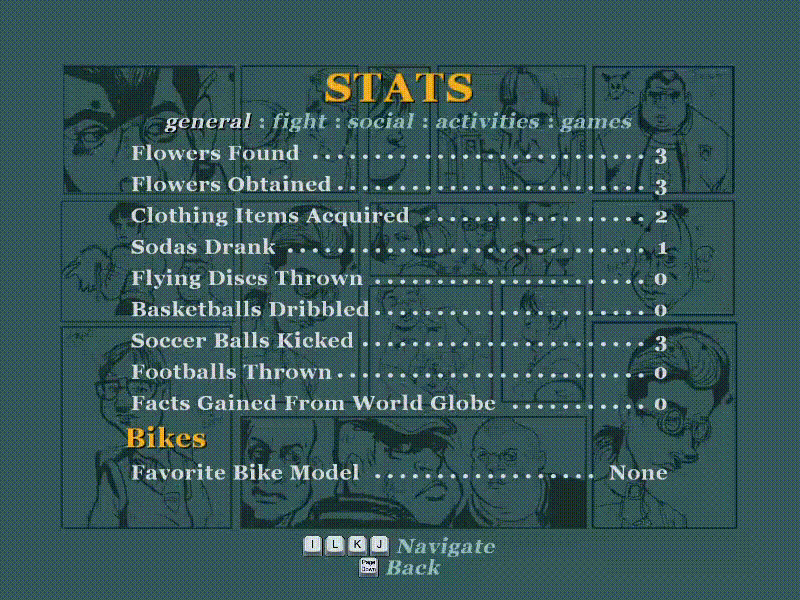 STATS
general : fight : social : activities : games
Flowers Found ........................... 3
Flowers Obtained ......................... 3
Clothing Items Acquired .................. 2
Sodas Drank ............................. 1
Flying Discs Thrown ...................... 0
Basketballs Dribbled ...................... 0
Soccer Balls Kicked ....................... 3
Footballs Thrown ......................... 0
Facts Gained From World Globe ........... 0
Bikes
Favorite Bike Model .................. None
I L K J Navigate
Page Down Back